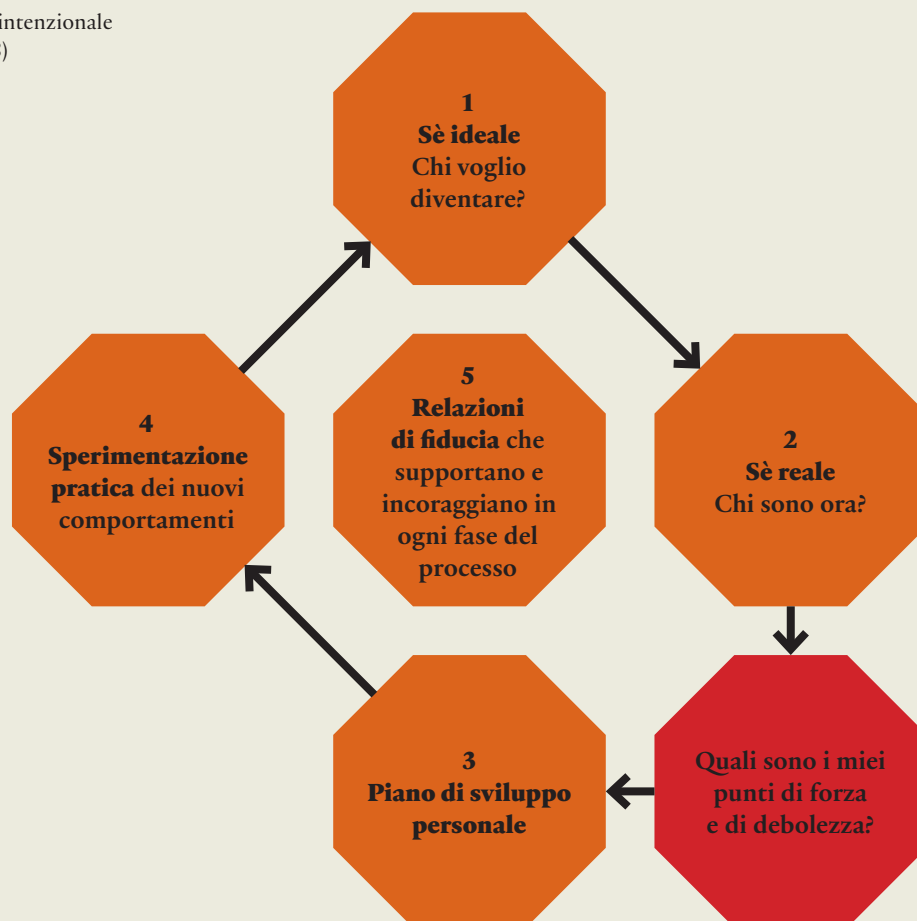 intenzionale
)
1
Sè ideale
Chi voglio
diventare?
5
Relazioni
di fiducia che
supportano e
incoraggiano in
ogni fase del
processo
4
Sperimentazione
pratica dei nuovi
comportamenti
2
Sè reale
Chi sono ora?
3
Piano di sviluppo
personale
Quali sono i miei
punti di forza
e di debolezza?